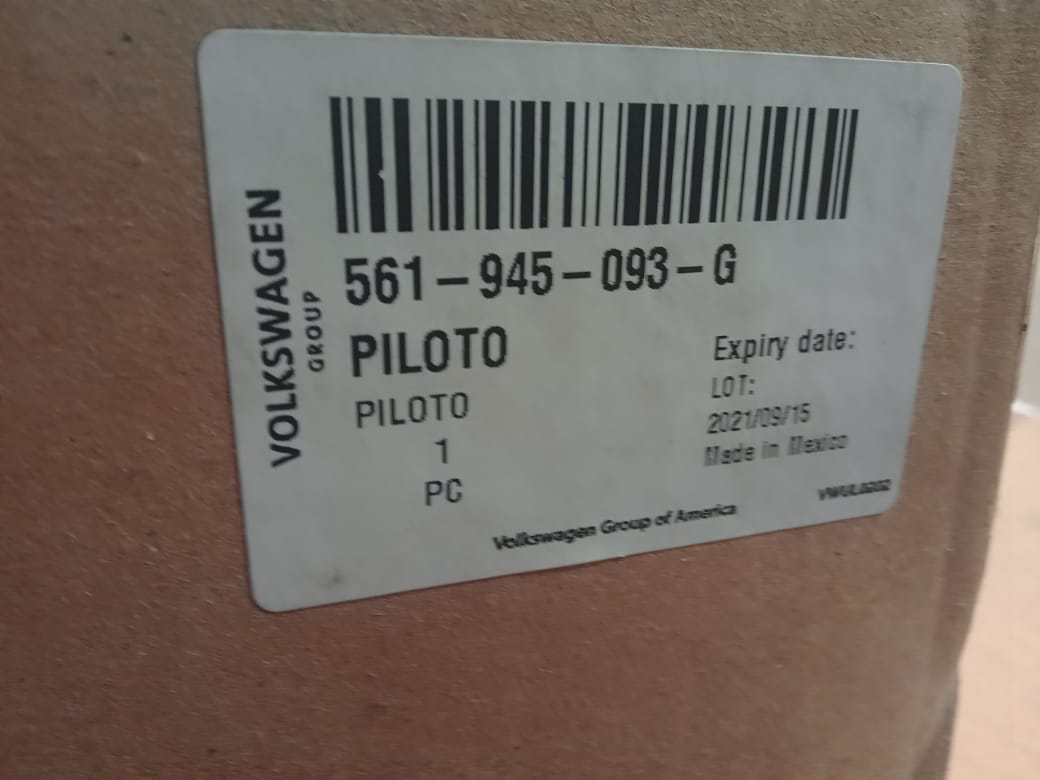 VOLKSWAGEN
GROUP
561-945-093-G
PILOTO
PILOTO
1
PC
Expiry date:
LOT:
2021/09/15
Made in Mexico
Volkswagen Group of America